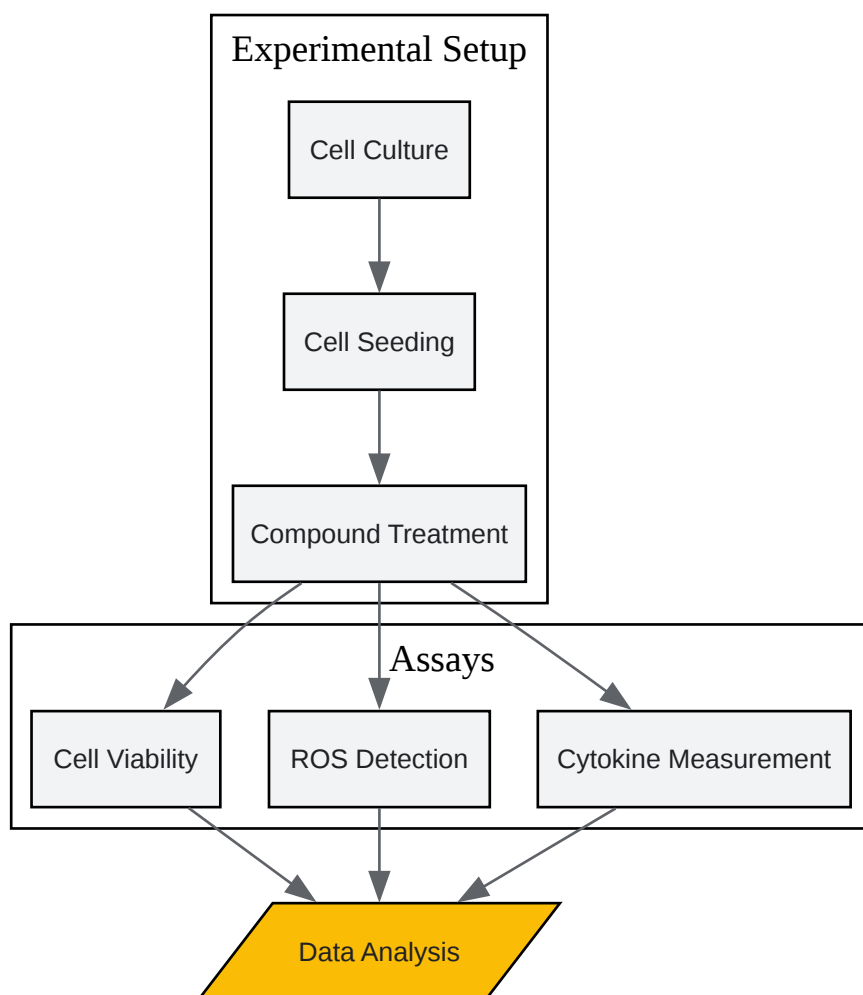 Experimental Setup
Cell Culture
Cell Seeding
Compound Treatment
Assays
Cell Viability
ROS Detection
Cytokine Measurement
Data Analysis